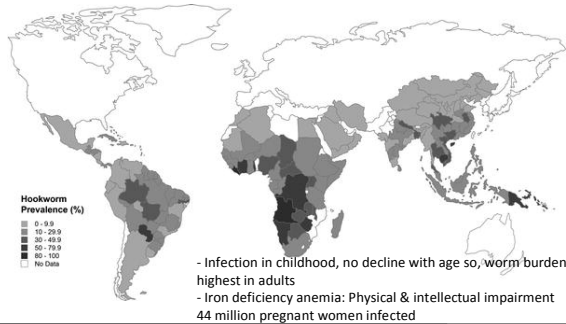 Hookworm
Prevalence (%)
0 - 9.9
10 - 29.9
30 - 49.9
50 - 79.9
80 - 100
No Data
- Infection in childhood, no decline with age so, worm burden
highest in adults
- Iron deficiency anemia: Physical & intellectual impairment
44 million pregnant women infected